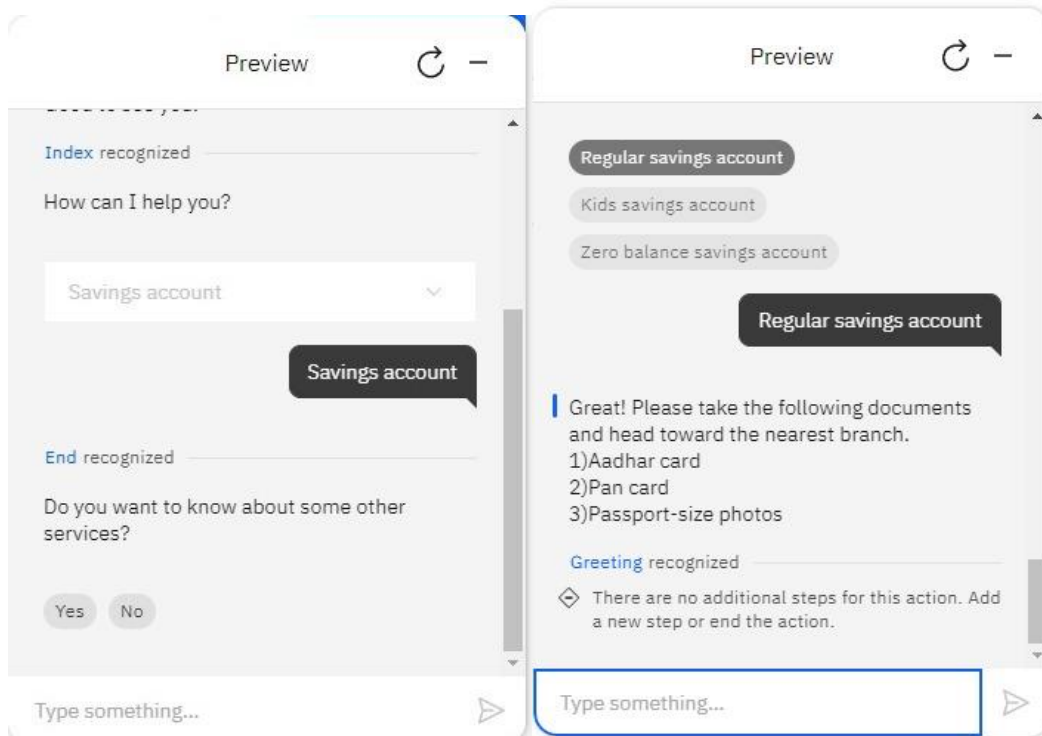 Preview
Index recognized
How can I help you?
Savings account
Savings account
End recognized
Do you want to know about some other
services?
Yes No
Type something...
Preview
Regular savings account
Kids savings account
Zero balance savings account
Regular savings account
Great! Please take the following documents
and head toward the nearest branch.
1)Aadhar card
2)Pan card
3)Passport-size photos
Greeting recognized
There are no additional steps for this action. Add
a new step or end the action.
Type something...